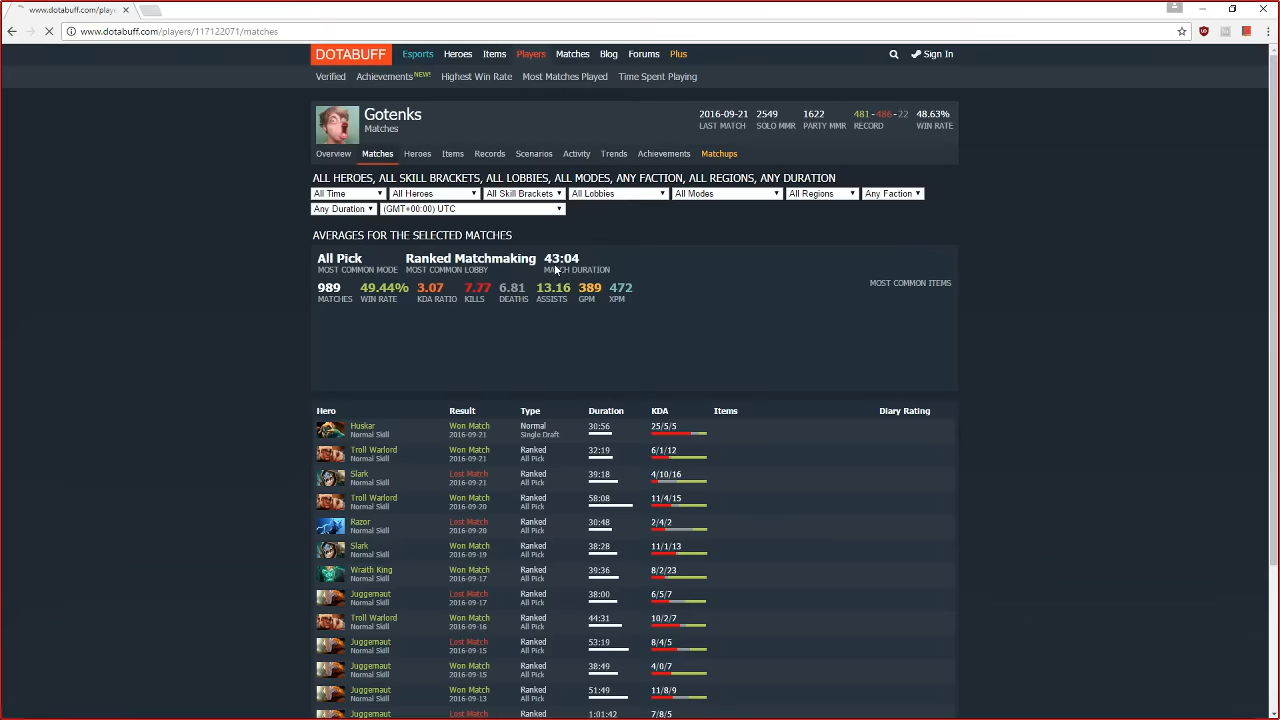 www.dotabuff.com/playe
www.dotabuff.com/players/117122071/matches
DOTABUFF Esports Heroes Items Players Matches Blog Forums Plus Sign In
Verified Achievements NEW! Highest Win Rate Most Matches Played Time Spent Playing
Gotenks
Matches
2016-09-21 2549 1622 481-486-22 48.63%
LAST MATCH SOLO MMR PARTY MMR RECORD WIN RATE
Overview Matches Heroes Items Records Scenarios Activity Trends Achievements Matchups
ALL HEROES, ALL SKILL BRACKETS, ALL LOBBIES, ALL MODES, ANY FACTION, ALL REGIONS, ANY DURATION
All Time All Heroes All Skill Brackets All Lobbies All Modes All Regions Any Faction
Any Duration (GMT+00:00) UTC
AVERAGES FOR THE SELECTED MATCHES
All Pick Ranked Matchmaking 43:04
MOST COMMON MODE MOST COMMON LOBBY MATCH DURATION
MOST COMMON ITEMS
989 49.44% 3.07 7.77 6.81 13.16 389 472
MATCHES WIN RATE KDA RATIO KILLS DEATHS ASSISTS GPM XPM
Hero Result Type Duration KDA Items Diary Rating
Huskar Won Match Normal 30:56 25/5/5
Normal Skill 2016-09-21 Single Draft
Troll Warlord Won Match Ranked 32:19 6/1/12
Normal Skill 2016-09-21 All Pick
Slark Lost Match Ranked 39:18 4/10/16
Normal Skill 2016-09-21 All Pick
Troll Warlord Won Match Ranked 58:08 11/4/15
Normal Skill 2016-09-20 All Pick
Razor Lost Match Ranked 30:48 2/4/2
Normal Skill 2016-09-20 All Pick
Slark Won Match Ranked 38:28 11/1/13
Normal Skill 2016-09-19 All Pick
Wraith King Won Match Ranked 39:36 8/2/23
Normal Skill 2016-09-17 All Pick
Juggernaut Lost Match Ranked 38:00 6/5/7
Normal Skill 2016-09-17 All Pick
Troll Warlord Won Match Ranked 44:31 10/2/7
Normal Skill 2016-09-16 All Pick
Juggernaut Lost Match Ranked 53:19 8/4/5
Normal Skill 2016-09-15 All Pick
Juggernaut Won Match Ranked 38:49 4/0/7
Normal Skill 2016-09-15 All Pick
Juggernaut Won Match Ranked 51:49 11/8/9
Normal Skill 2016-09-13 All Pick
Juggernaut Lost Match Ranked 1:01:42 7/8/5